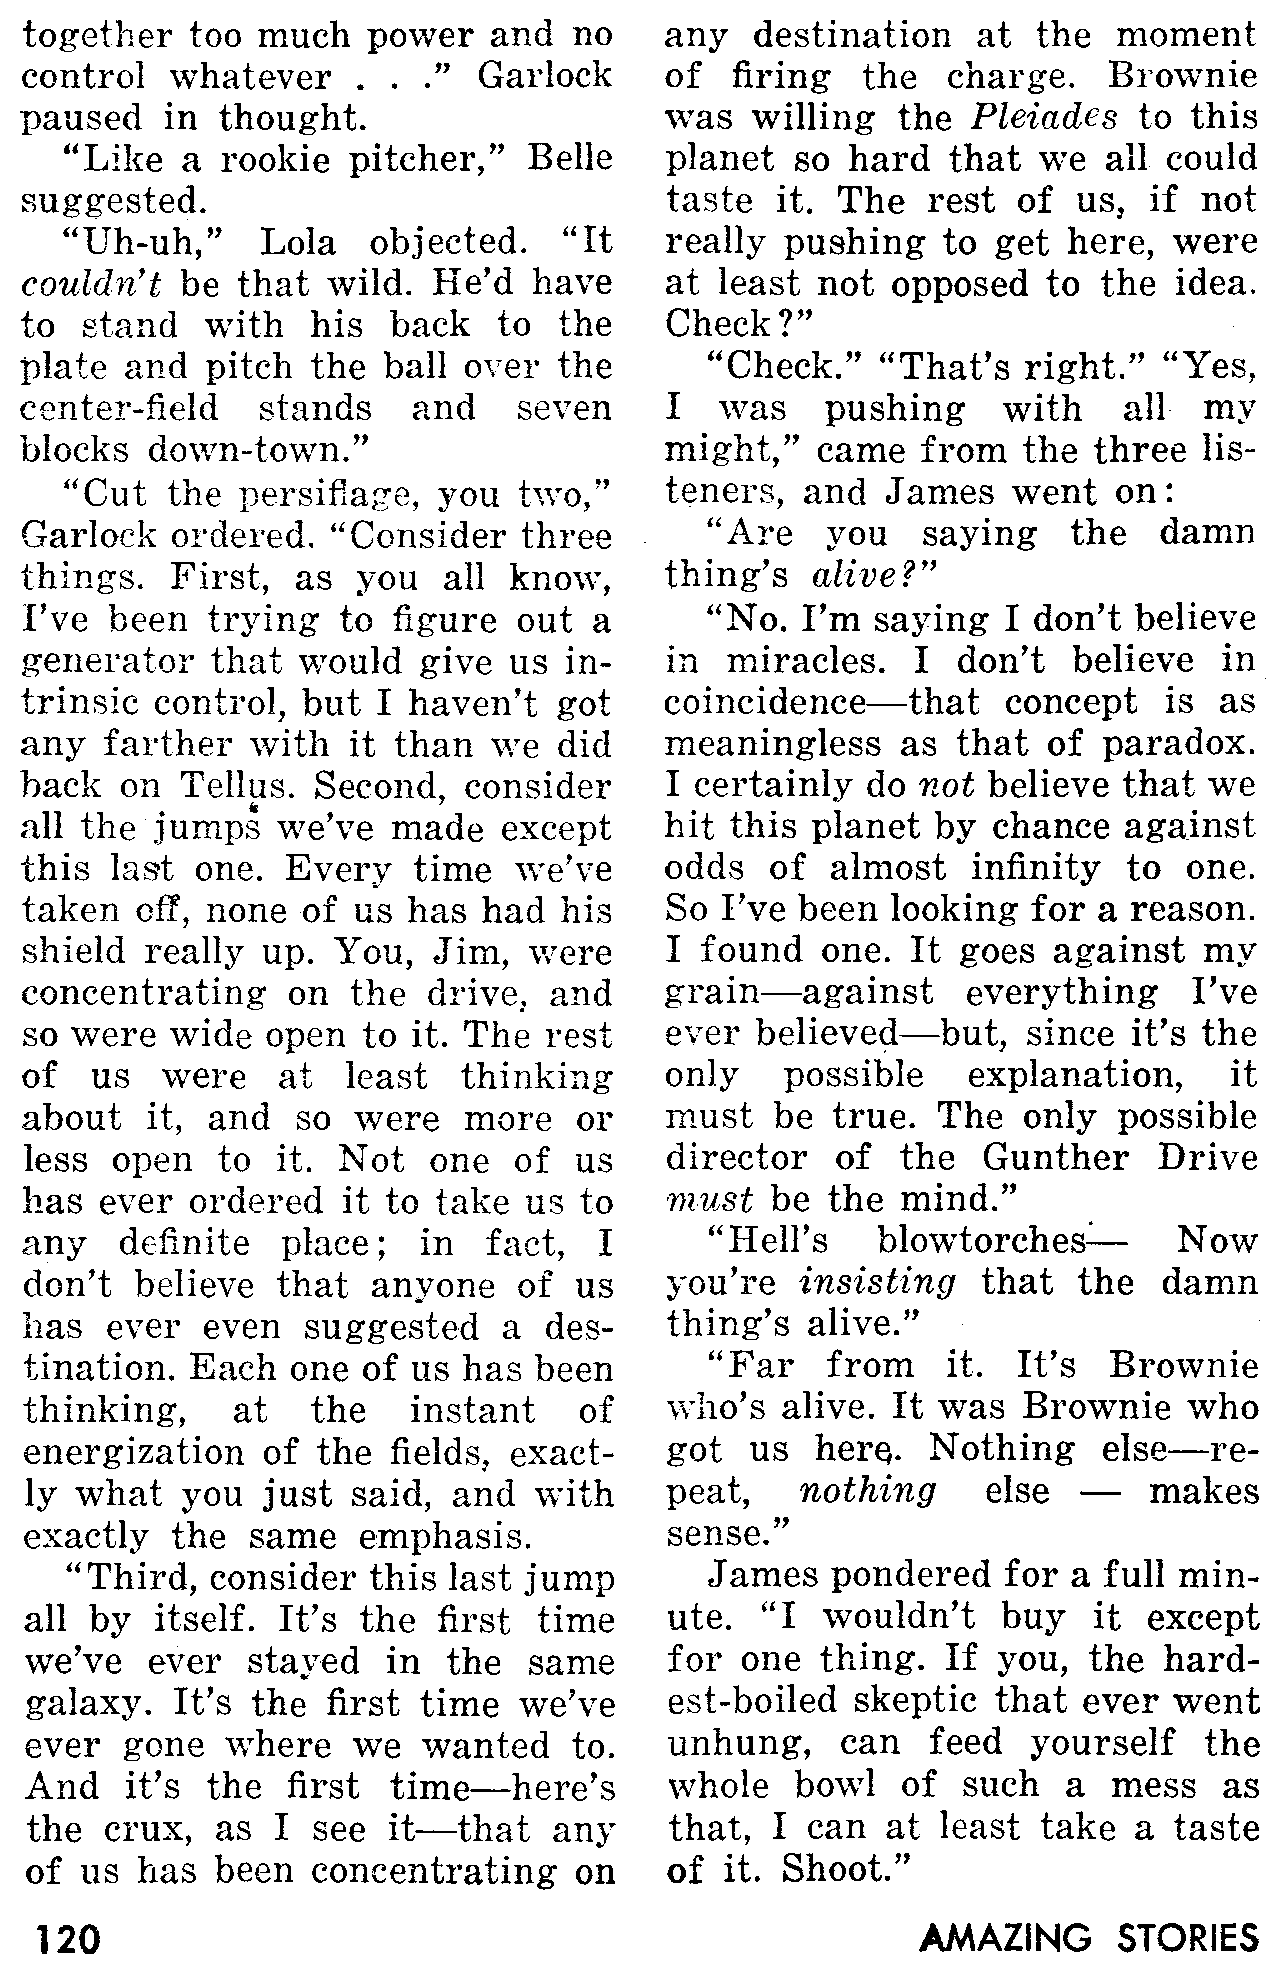 together too much power and no
control whatever . . .” Garlock
paused in thought.
“Like a rookie pitcher,” Belle
suggested.
“Uh-uh,” Lola objected. “It
couldn’t be that wild. He’d have
to stand with his back to the
plate and pitch the ball over the
center-field stands and seven
blocks down-town.”
“Cut the persiflage, you two,”
Garlock ordered. “Consider three
things. First, as you all know,
I’ve been trying to figure out a
generator that would give us in-
trinsic control, but I haven’t got
any farther with it than we did
back on Tellus. Second, consider
all the jumps we’ve made except
this last one. Every time we’ve
taken off, none of us has had his
shield really up. You, Jim, were
concentrating on the drive, and
so were wide open to it. The rest
of us were at least thinking
about it, and so were more or
less open to it. Not one of us
has ever ordered it to take us to
any definite place; in fact, I
don’t believe that anyone of us
has ever even suggested a des-
tination. Each one of us has been
thinking, at the instant of
energization of the fields, exact-
ly what you just said, and with
exactly the same emphasis.
“Third, consider this last jump
all by itself. It’s the first time
we’ve ever stayed in the same
galaxy. It’s the first time we’ve
ever gone where we wanted to.
And it’s the first time—here’s
the crux, as I see it—that any
of us has been concentrating on
any destination at the moment
of firing the charge. Brownie
was willing the Pleiades to this
planet so hard that we all could
taste it. The rest of us, if not
really pushing to get here, were
at least not opposed to the idea.
Check?”
“Check.” “That’s right.” “Yes,
I was pushing with all my
might,” came from the three lis-
teners, and James went on:
“Are you saying the damn
thing’s alive?”
“No. I’m saying I don’t believe
in miracles. I don’t believe in
coincidence—that concept is as
meaningless as that of paradox.
I certainly do not believe that we
hit this planet by chance against
odds of almost infinity to one.
So I’ve been looking for a reason.
I found one. It goes against my
grain—against everything I’ve
ever believed—but, since it’s the
only possible explanation, it
must be true. The only possible
director of the Gunther Drive
must be the mind.”
“Hell’s blowtorches— Now
you’re insisting that the damn
thing’s alive.”
“Far from it. It’s Brownie
who’s alive. It was Brownie who
got us here. Nothing else—re-
peat, nothing else — makes
sense.”
James pondered for a full min-
ute. “I wouldn’t buy it except
for one thing. If you, the hard-
est-boiled skeptic that ever went
unhung, can feed yourself the
whole bowl of such a mess as
that, I can at least take a taste
of it. Shoot.”
120
AMAZING STORIES